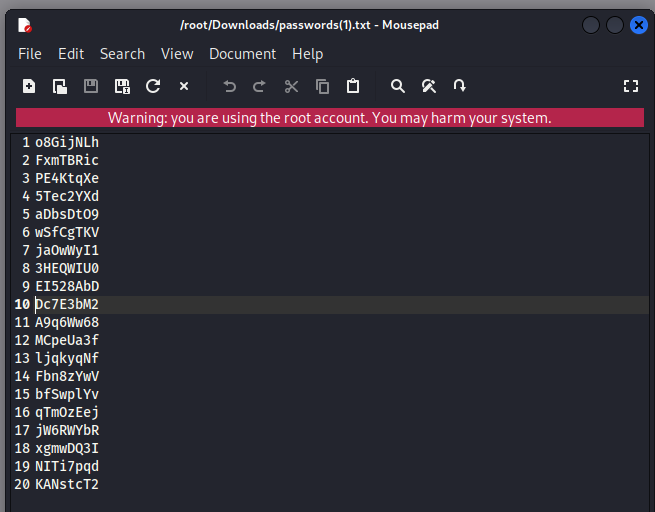 /root/Downloads/passwords(1).txt - Mousepad
File Edit Search View Document Help
Warning: you are using the root account. You may harm your system.
1 o8GijNLh
2 FxmTBRic
3 PE4KtqXe
4 5Tec2YXd
5 aDbsDtO9
6 wSfCgTKV
7 jaOwWyI1
8 3HEQWIU0
9 EI528AbD
10 Dc7E3bM2
11 A9q6Ww68
12 MCpeUa3f
13 ljqkyqNf
14 Fbn8zYwV
15 bfSwplYv
16 qTmOzEej
17 jW6RWYbR
18 xgmwDQ3I
19 NITi7pqd
20 KANstcT2